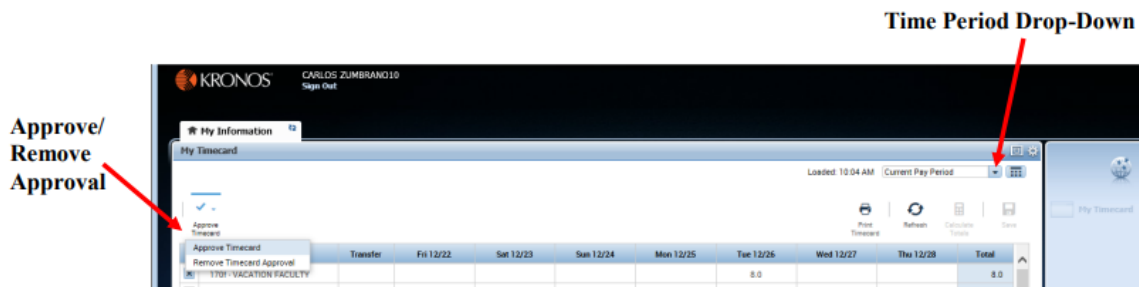 Time Period Drop-Down
KRONOS
CARLOS ZUMBRANO10
Sign Out
Approve/
Remove
Approval
My Information
My Timecard
Loaded: 10:04 AM Current Pay Period
Approve
Timecard
Print
Timecard
Refresh
Calculate
Totals
Save
My Timecard
Approve Timecard
Remove Timecard Approval
Transfer Fri 12/22 Sat 12/23 Sun 12/24 Mon 12/25 Tue 12/26 Wed 12/27 Thu 12/28 Total
1701 - VACATION FACULTY 8.0 8.0